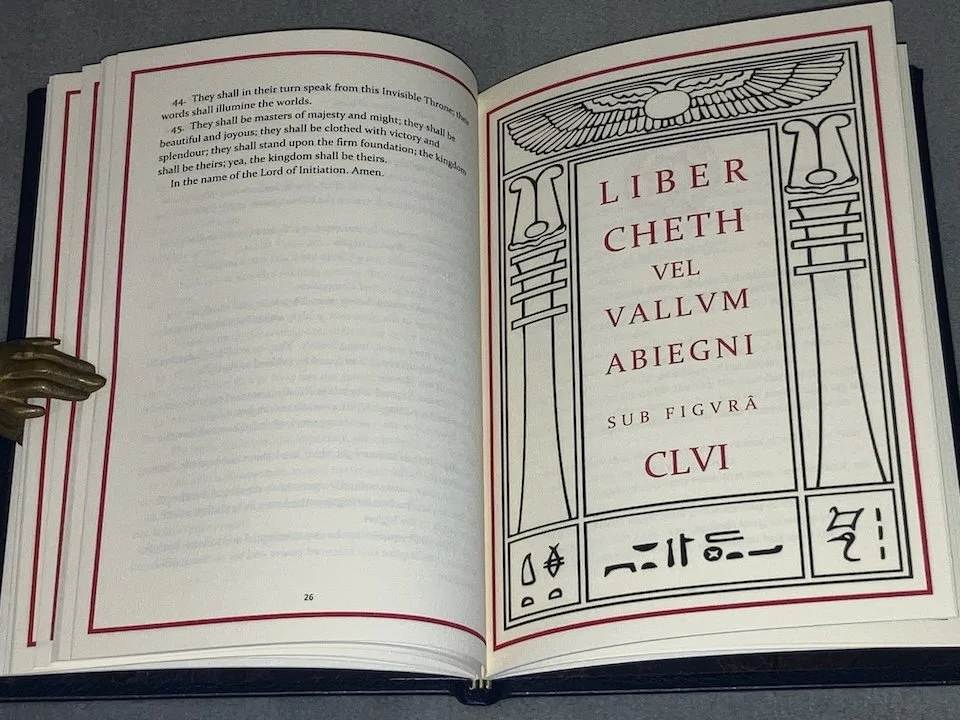 44. They shall in their turn speak from this Invisible Throne; their
words shall illumine the worlds.
45. They shall be masters of majesty and might; they shall be
beautiful and joyous; they shall be clothed with victory and
splendour; they shall stand upon the firm foundation; the kingdom
shall be theirs; yea, the kingdom shall be theirs.
In the name of the Lord of Initiation. Amen.
26
LIBER
CHETH
VEL
VALLVM
ABIEGNI
SUB FIGVRÂ
CLVI